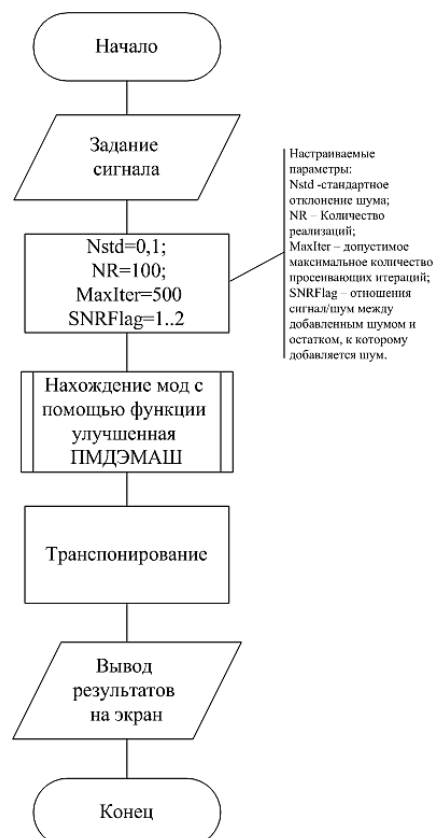 Начало
Задание
сигнала
Nstd=0,1;
NR=100;
MaxIter=500
SNRFlag=1..2
Настраиваемые
параметры:
Nstd -стандартное
отклонение шума;
NR – Количество
реализаций;
MaxIter – допустимое
максимальное количество
просеивающих итераций;
SNRFlag – отношения
сигнал/шум между
добавленным шумом и
остатком, к которому
добавляется шум.
Нахождение мод с
помощью функции
улучшенная
ПМДЭМАШ
Транспонирование
Вывод
результатов
на экран
Конец